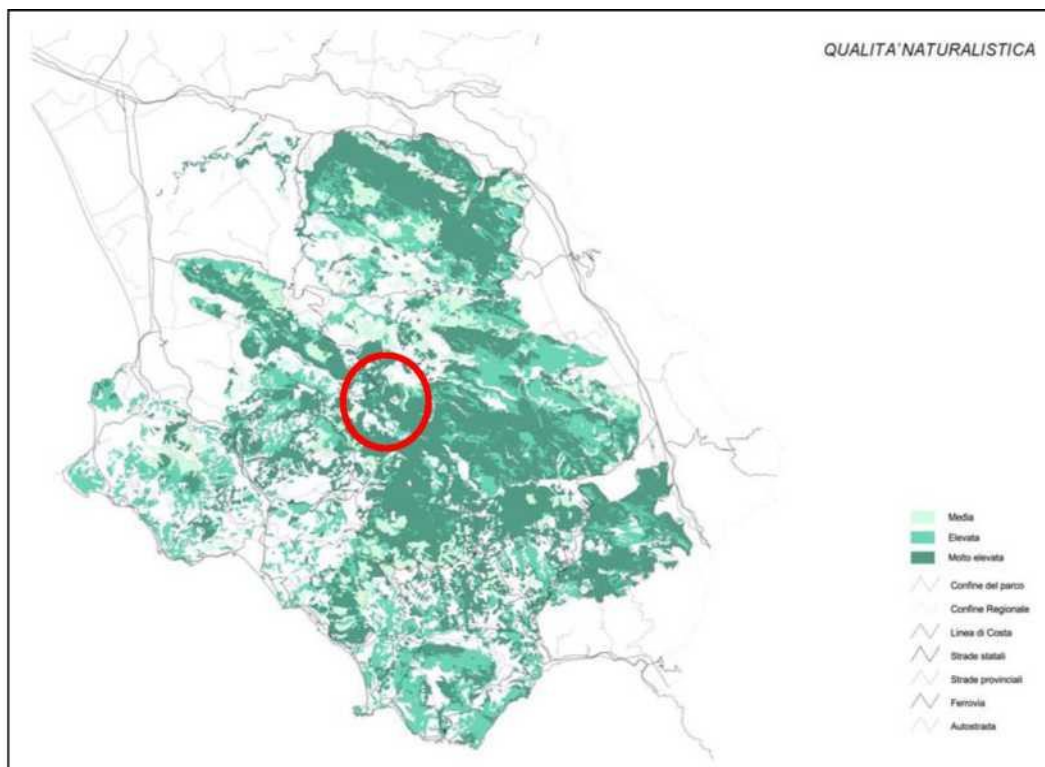 QUALITA'NATURALISTICA
Media
Elevata
Molto elevata
Confine del parco
Confine Regionale
Linea di Costa
Strade statali
Strade provinciali
Ferrovia
Autostrada